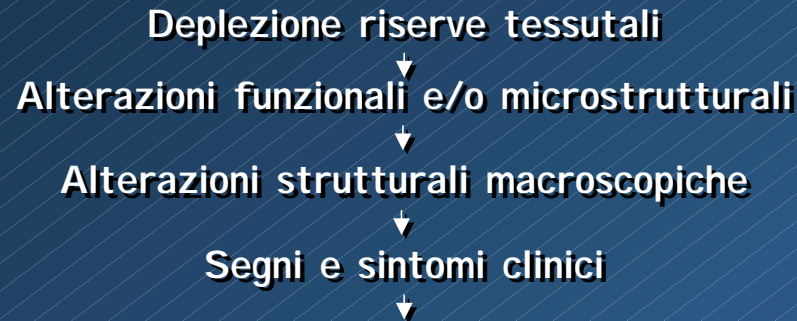 Deplezione riserve tessutali
Alterazioni funzionali e/o microstrutturali
Alterazioni strutturali macroscopiche
Segni e sintomi clinici